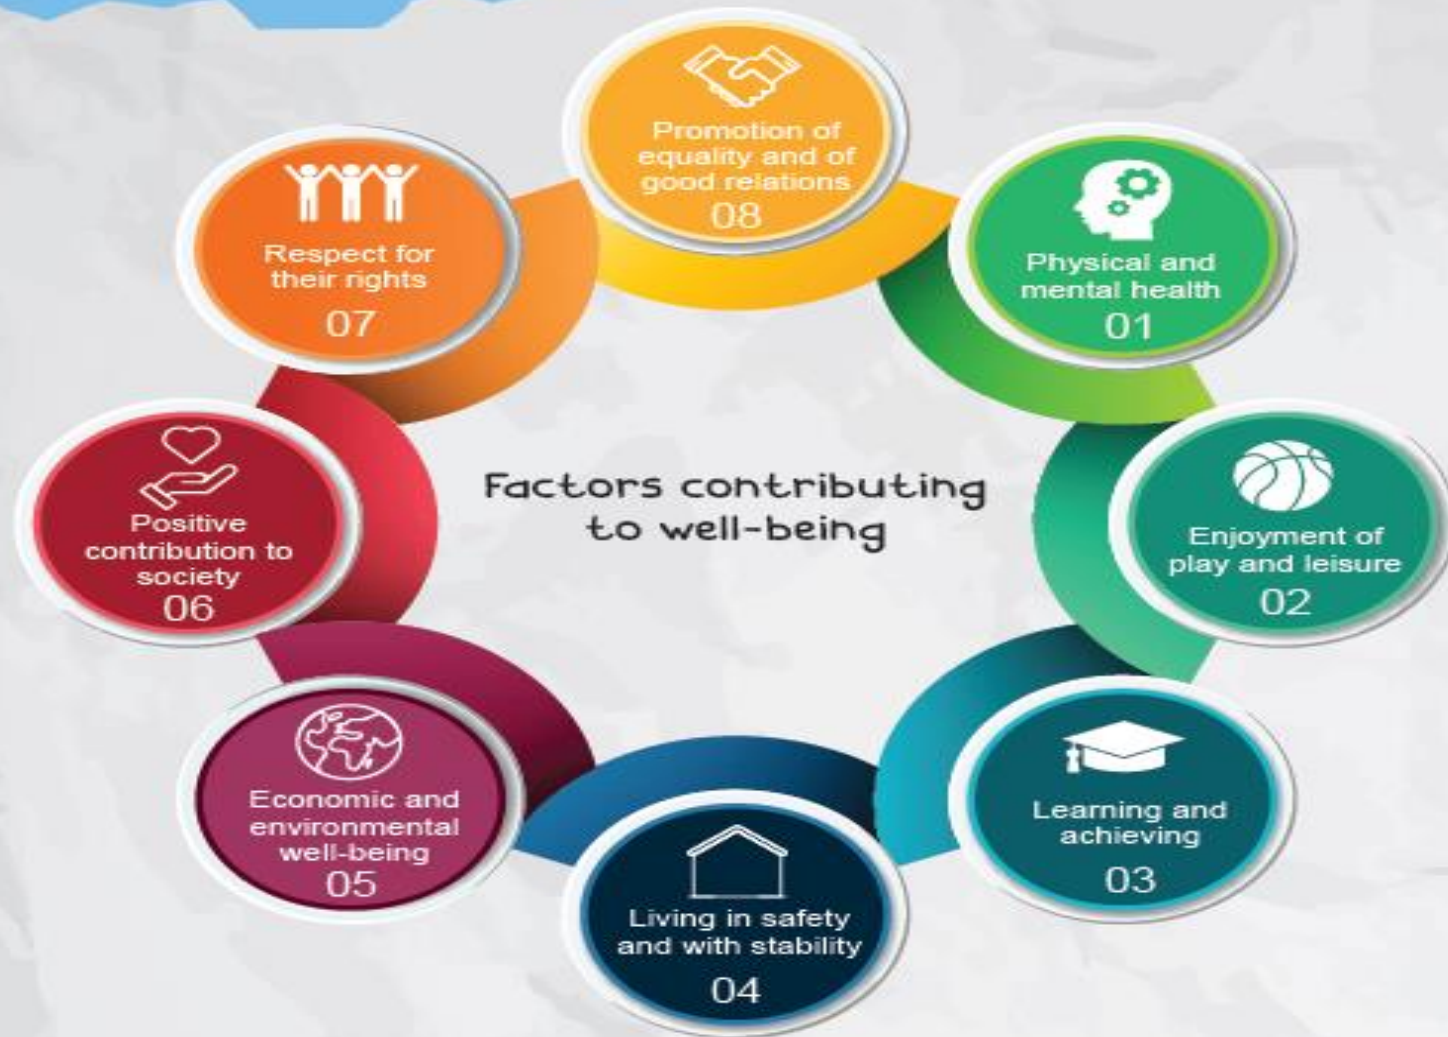 Factors contributing
to well-being
Physical and
mental health
01
Enjoyment of
play and leisure
02
Learning and
achieving
03
Living in safety
and with stability
04
Economic and
environmental
well-being
05
Positive
contribution to
society
06
Respect for
their rights
07
Promotion of
equality and of
good relations
08